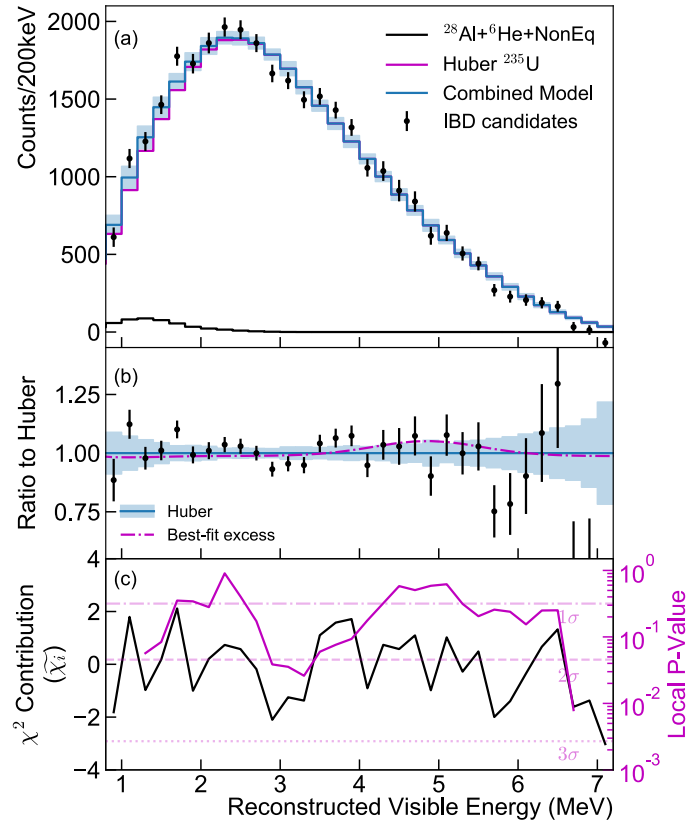 (a)
2000
1500
1000
500
0
Counts/200keV
²⁸Al+⁶He+NonEq
Huber ²³⁵U
Combined Model
IBD candidates
(b)
1.25
1.00
0.75
Ratio to Huber
Huber
Best-fit excess
(c)
4
2
0
−2
−4
χ² Contribution
(χ̃ᵢ)
1σ
2σ
3σ
10⁰
10⁻¹
10⁻²
10⁻³
Local P-Value
1 2 3 4 5 6 7
Reconstructed Visible Energy (MeV)